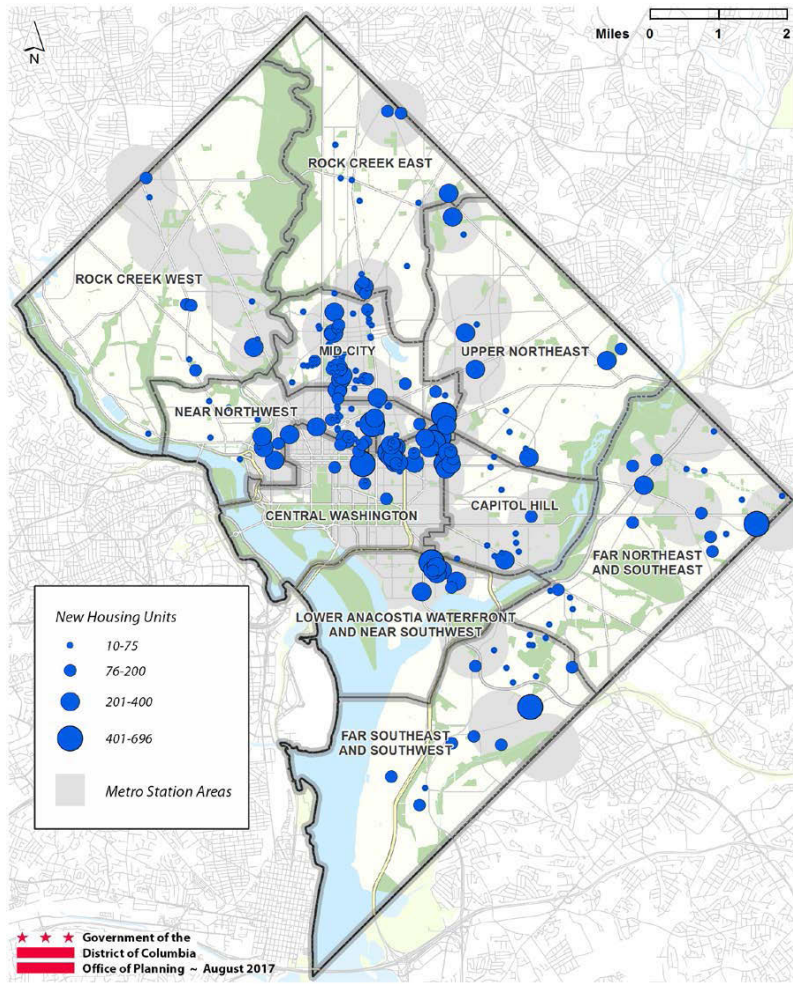 Miles 0 1 2
N
ROCK CREEK EAST
ROCK CREEK WEST
MID-CITY
UPPER NORTHEAST
NEAR NORTHWEST
CAPITOL HILL
CENTRAL WASHINGTON
FAR NORTHEAST
AND SOUTHEAST
LOWER ANACOSTIA WATERFRONT
AND NEAR SOUTHWEST
FAR SOUTHEAST
AND SOUTHWEST
New Housing Units
10-75
76-200
201-400
401-696
Metro Station Areas
Government of the
District of Columbia
Office of Planning ~ August 2017